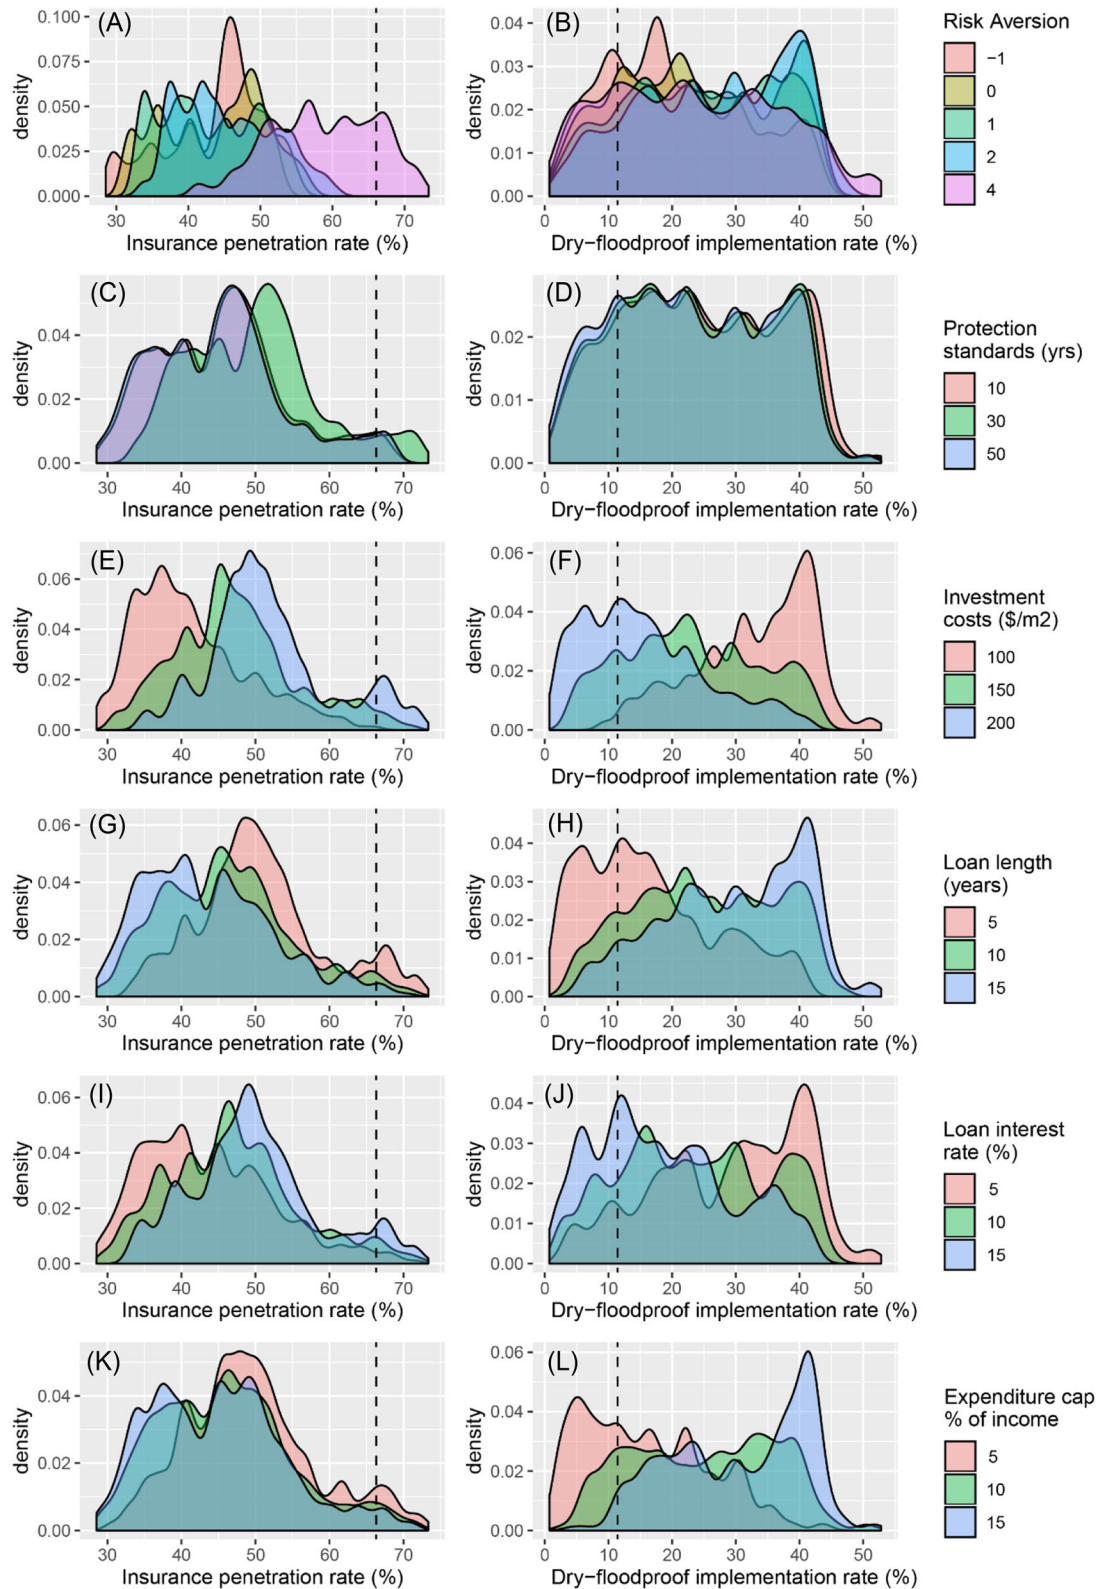 (A)
0.100
0.075
0.050
0.025
0.000
density
30 40 50 60 70
Insurance penetration rate (%)
(B)
0.04
0.03
0.02
0.01
0.00
density
0 10 20 30 40 50
Dry−floodproof implementation rate (%)
Risk Aversion
−1
0
1
2
4
(C)
0.04
0.02
0.00
density
30 40 50 60 70
Insurance penetration rate (%)
(D)
0.02
0.01
0.00
density
0 10 20 30 40 50
Dry−floodproof implementation rate (%)
Protection
standards (yrs)
10
30
50
(E)
0.06
0.04
0.02
0.00
density
30 40 50 60 70
Insurance penetration rate (%)
(F)
0.06
0.04
0.02
0.00
density
0 10 20 30 40 50
Dry−floodproof implementation rate (%)
Investment
costs ($/m2)
100
150
200
(G)
0.06
0.04
0.02
0.00
density
30 40 50 60 70
Insurance penetration rate (%)
(H)
0.04
0.03
0.02
0.01
0.00
density
0 10 20 30 40 50
Dry−floodproof implementation rate (%)
Loan length
(years)
5
10
15
(I)
0.06
0.04
0.02
0.00
density
30 40 50 60 70
Insurance penetration rate (%)
(J)
0.04
0.03
0.02
0.01
0.00
density
0 10 20 30 40 50
Dry−floodproof implementation rate (%)
Loan interest
rate (%)
5
10
15
(K)
0.04
0.02
0.00
density
30 40 50 60 70
Insurance penetration rate (%)
(L)
0.06
0.04
0.02
0.00
density
0 10 20 30 40 50
Dry−floodproof implementation rate (%)
Expenditure cap
% of income
5
10
15